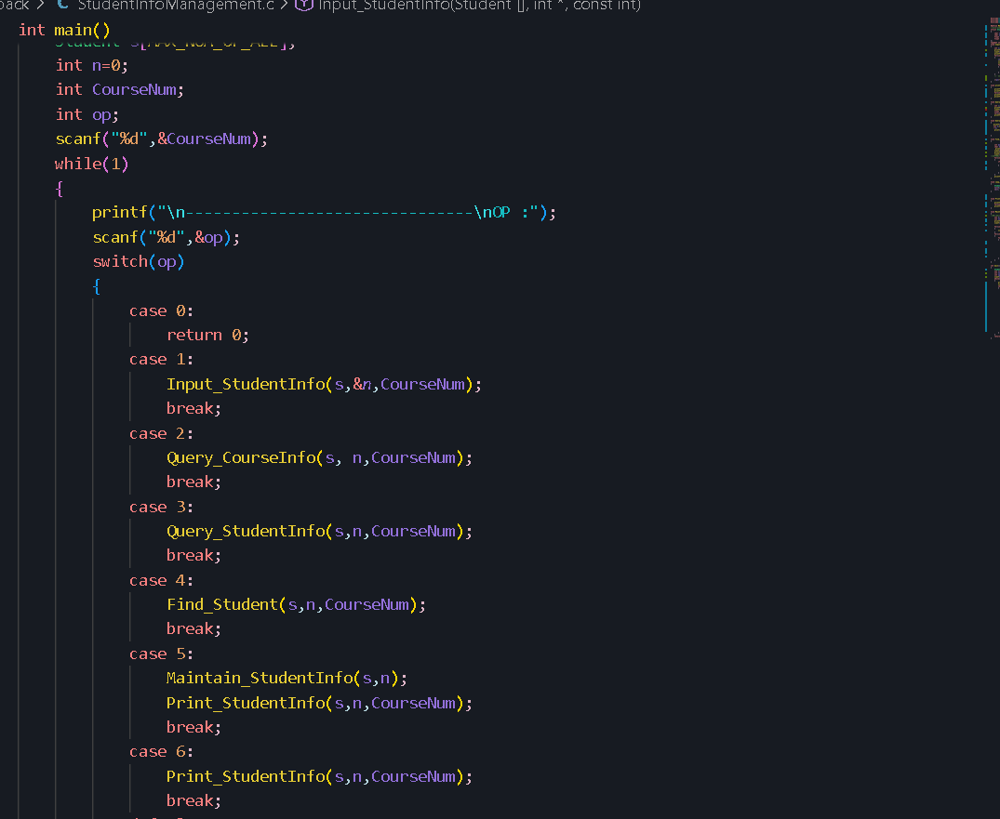 StudentInfoManagement.c > Input_StudentInfo(Student [], int *, const int)
int main()
int n=0;
int CourseNum;
int op;
scanf("%d",&CourseNum);
while(1)
{
printf("\n-------------------------------\nOP :");
scanf("%d",&op);
switch(op)
{
case 0:
return 0;
case 1:
Input_StudentInfo(s,&n,CourseNum);
break;
case 2:
Query_CourseInfo(s, n,CourseNum);
break;
case 3:
Query_StudentInfo(s,n,CourseNum);
break;
case 4:
Find_Student(s,n,CourseNum);
break;
case 5:
Maintain_StudentInfo(s,n);
Print_StudentInfo(s,n,CourseNum);
break;
case 6:
Print_StudentInfo(s,n,CourseNum);
break;